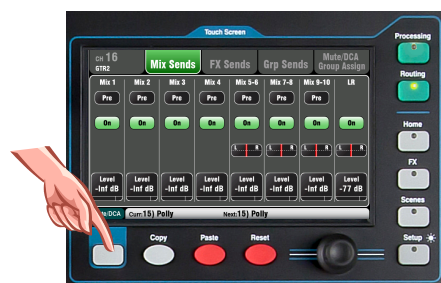 Touch Screen
Processing
Routing
Home
FX
Scenes
Setup
CH 16
GTR2
Mix Sends
FX Sends
Grp Sends
Mute/DCA
Group Assign
Mix 1 Mix 2 Mix 3 Mix 4 Mix 5-6 Mix 7-8 Mix 9-10 LR
Pre Pre Pre Pre Pre Pre Pre
On On On On On On On On
L R L R L R L R
Level Level Level Level Level Level Level Level
-Inf dB -Inf dB -Inf dB -Inf dB -Inf dB -Inf dB -Inf dB -77 dB
/DCA Curr:15) Polly Next:15) Polly
Copy Paste Reset